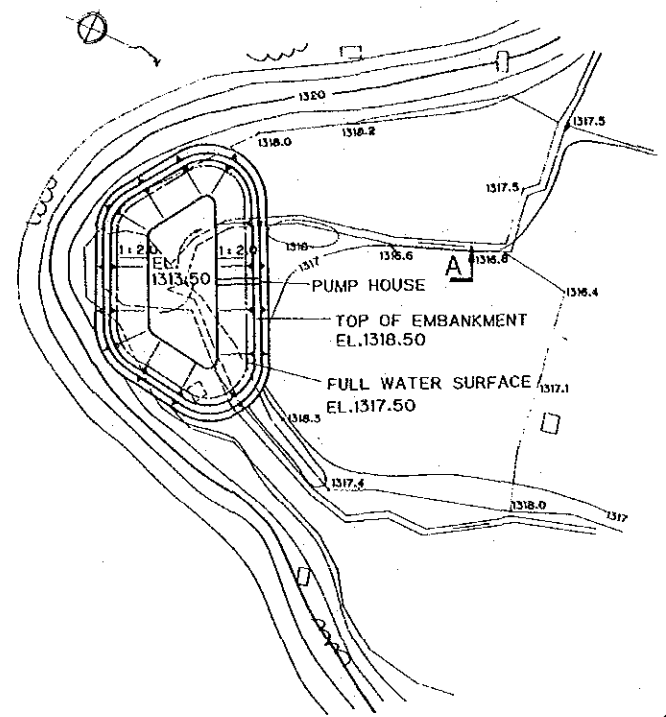 1320
1318.2
1317.5
1318.0
1317.5
1318
1317
1316.6
1316.8
A
1:2.0
1:2.0
EL.
1313.50
PUMP HOUSE
1316.4
TOP OF EMBANKMENT
EL.1318.50
FULL WATER SURFACE
EL.1317.50
1317.1
1318.3
1317.4
1318.0
1317